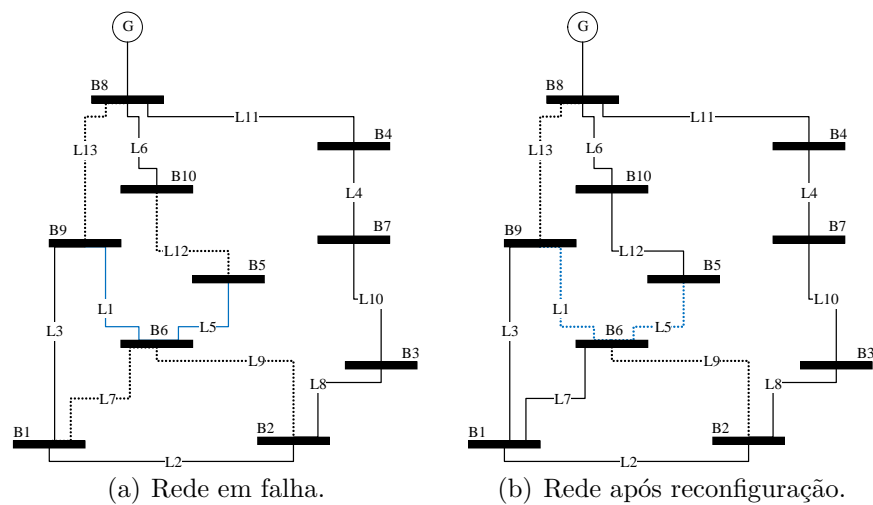 G
B8
L11
L13
L6
B4
B10
L4
B9
B7
L12
B5
L10
L1
B6
L5
L3
L9
B3
L8
L7
B1
B2
L2
(a) Rede em falha.
G
B8
L11
L13
L6
B4
B10
L4
B9
B7
L12
B5
L10
L1
B6
L5
L3
L9
B3
L8
L7
B1
B2
L2
(b) Rede após reconfiguração.